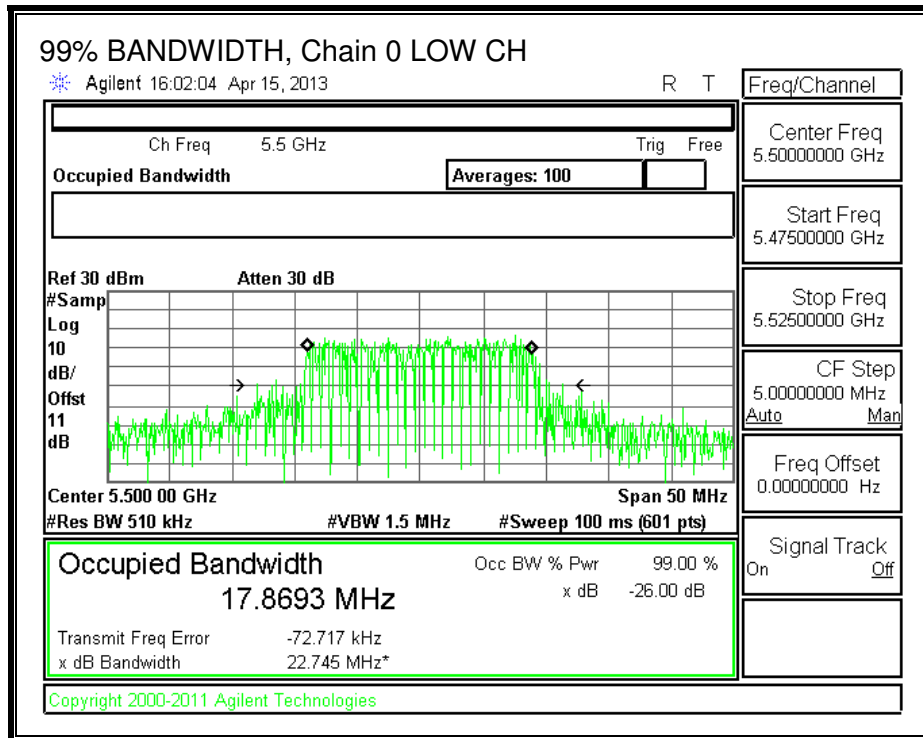 99% BANDWIDTH, Chain 0 LOW CH
Agilent 16:02:04 Apr 15, 2013 R T
Freq/Channel
Ch Freq 5.5 GHz Trig Free
Occupied Bandwidth Averages: 100
Center Freq
5.50000000 GHz
Start Freq
5.47500000 GHz
Ref 30 dBm Atten 30 dB
#Samp
Log
10
dB/
Offst
11
dB
Stop Freq
5.52500000 GHz
CF Step
5.00000000 MHz
Auto Man
Freq Offset
0.00000000 Hz
Center 5.500 00 GHz Span 50 MHz
#Res BW 510 kHz #VBW 1.5 MHz #Sweep 100 ms (601 pts)
Signal Track
On Off
Occupied Bandwidth Occ BW % Pwr 99.00 %
17.8693 MHz x dB -26.00 dB
Transmit Freq Error -72.717 kHz
x dB Bandwidth 22.745 MHz*
Copyright 2000-2011 Agilent Technologies